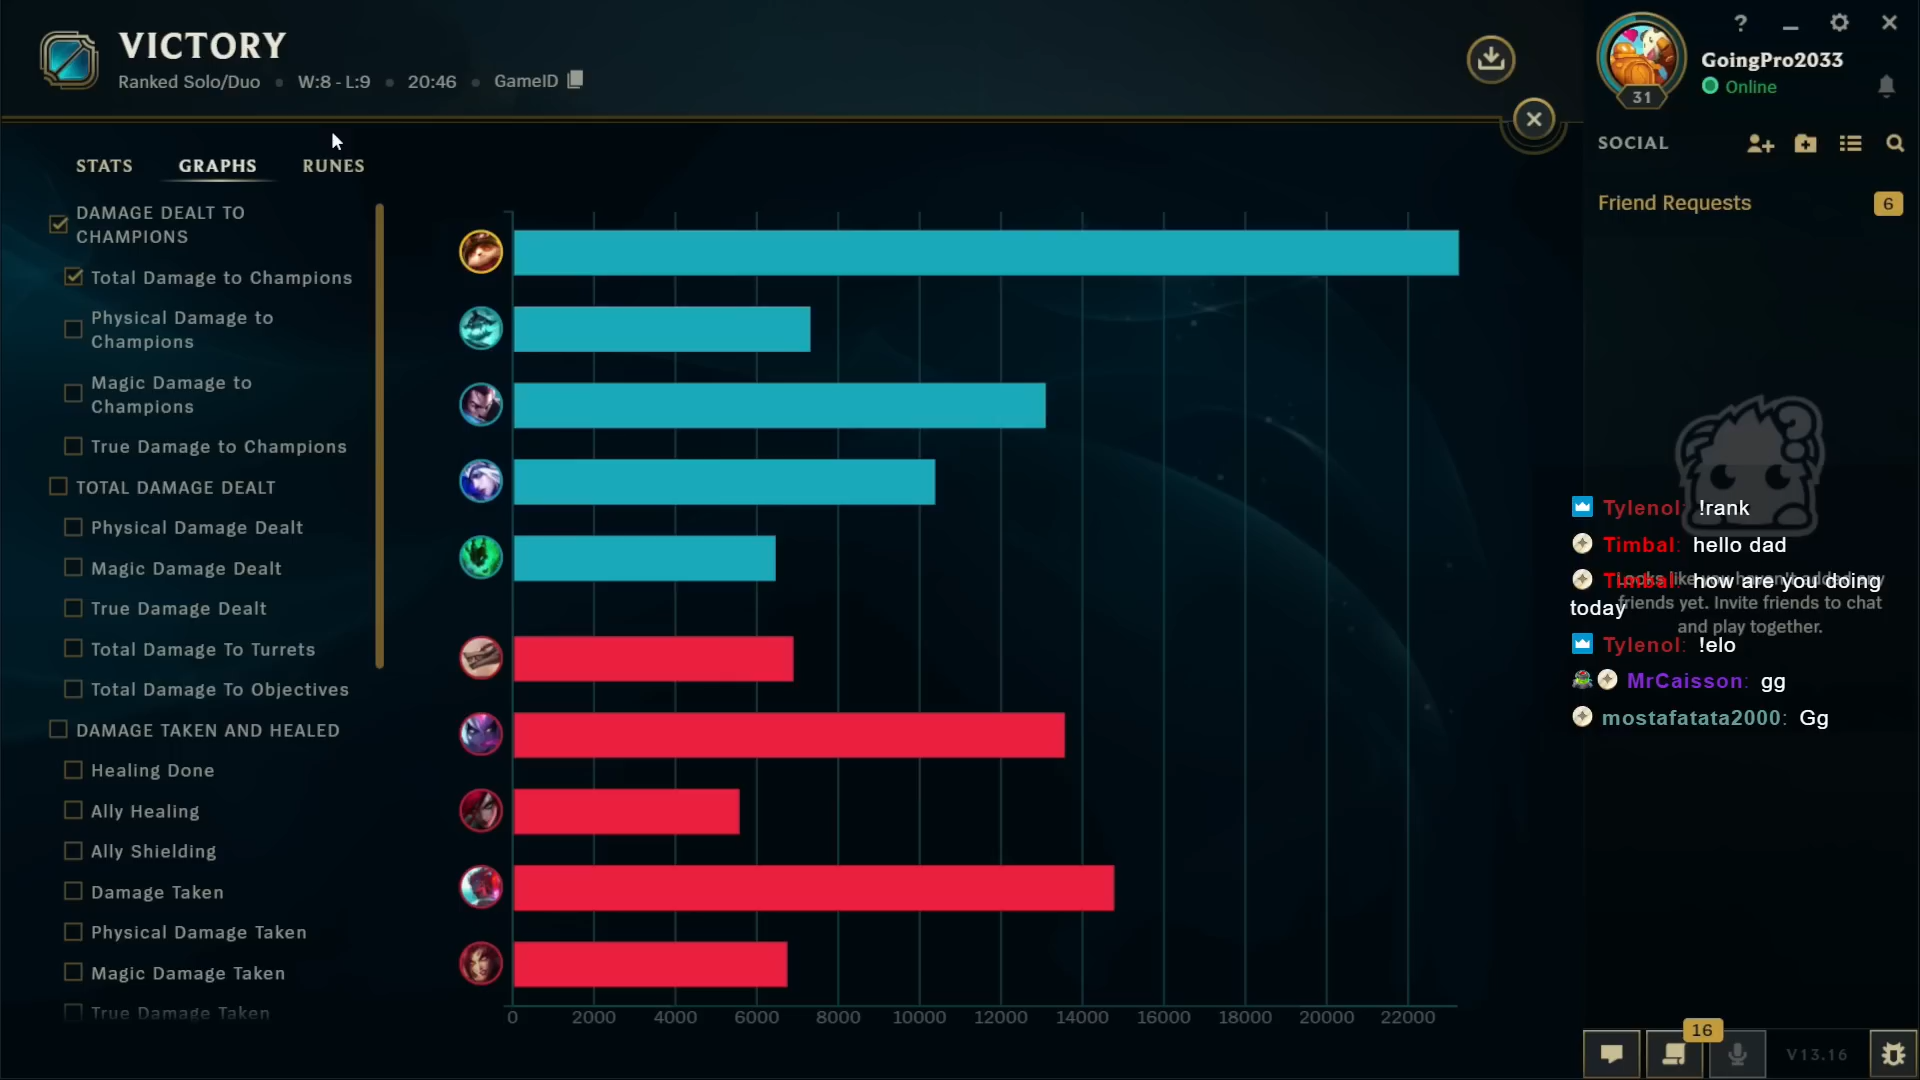 VICTORY
Ranked Solo/Duo • W:8 - L:9 • 20:46 • GameID
STATS GRAPHS RUNES
DAMAGE DEALT TO
CHAMPIONS
Total Damage to Champions
Physical Damage to
Champions
Magic Damage to
Champions
True Damage to Champions
TOTAL DAMAGE DEALT
Physical Damage Dealt
Magic Damage Dealt
True Damage Dealt
Total Damage To Turrets
Total Damage To Objectives
DAMAGE TAKEN AND HEALED
Healing Done
Ally Healing
Ally Shielding
Damage Taken
Physical Damage Taken
Magic Damage Taken
True Damage Taken
0 2000 4000 6000 8000 10000 12000 14000 16000 18000 20000 22000
?
GoingPro2033
Online
31
SOCIAL
Friend Requests 6
Tylenol: !rank
Timbal: hello dad
Timbal: how are you doing
today
friends yet. Invite friends to chat
and play together.
Tylenol: !elo
MrCaisson: gg
mostafatata2000: Gg
16
V13.16